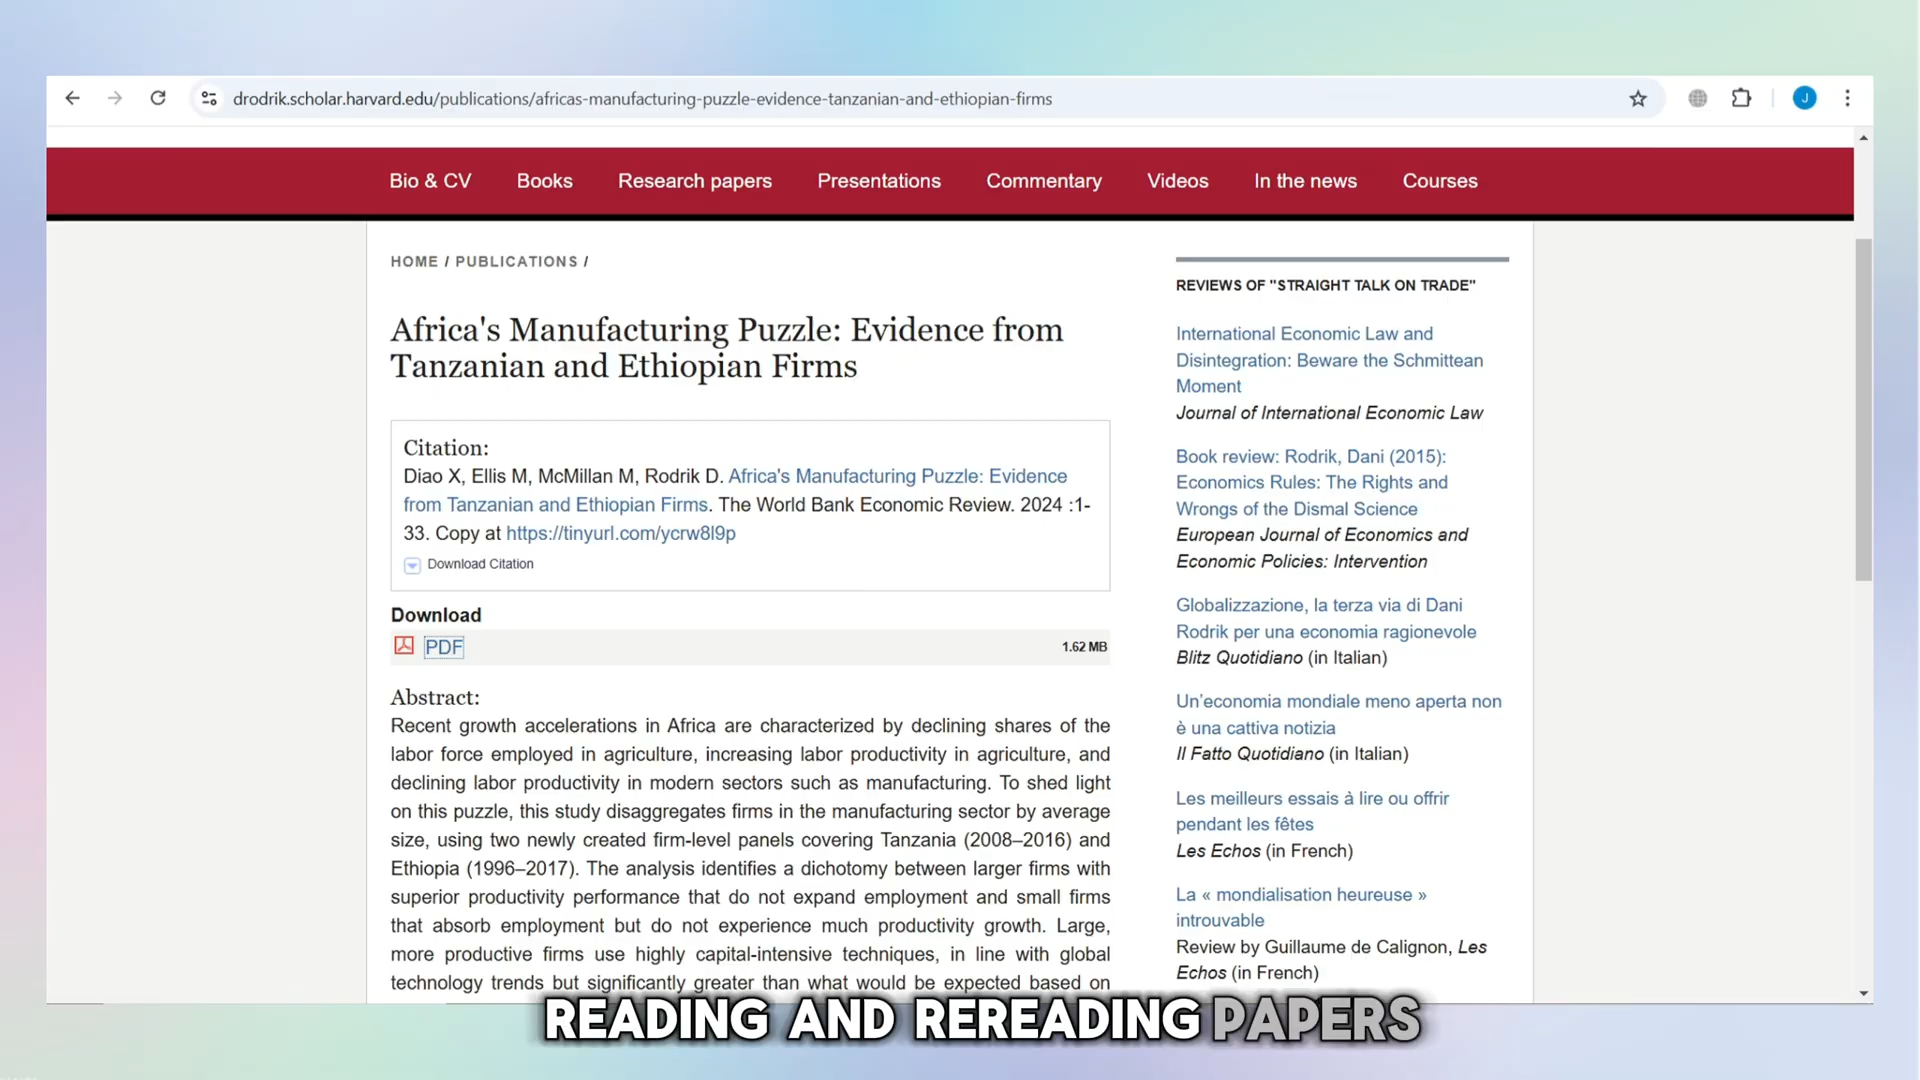 drodrik.scholar.harvard.edu/publications/africas-manufacturing-puzzle-evidence-tanzanian-and-ethiopian-firms
J
Bio & CV Books Research papers Presentations Commentary Videos In the news Courses
HOME / PUBLICATIONS /
Africa's Manufacturing Puzzle: Evidence from
Tanzanian and Ethiopian Firms
Citation:
Diao X, Ellis M, McMillan M, Rodrik D. Africa's Manufacturing Puzzle: Evidence
from Tanzanian and Ethiopian Firms. The World Bank Economic Review. 2024 :1-
33. Copy at https://tinyurl.com/ycrw8l9p
Download Citation
Download
PDF 1.62 MB
Abstract:
Recent growth accelerations in Africa are characterized by declining shares of the
labor force employed in agriculture, increasing labor productivity in agriculture, and
declining labor productivity in modern sectors such as manufacturing. To shed light
on this puzzle, this study disaggregates firms in the manufacturing sector by average
size, using two newly created firm-level panels covering Tanzania (2008–2016) and
Ethiopia (1996–2017). The analysis identifies a dichotomy between larger firms with
superior productivity performance that do not expand employment and small firms
that absorb employment but do not experience much productivity growth. Large,
more productive firms use highly capital-intensive techniques, in line with global
technology trends but significantly greater than what would be expected based on
REVIEWS OF "STRAIGHT TALK ON TRADE"
International Economic Law and
Disintegration: Beware the Schmittean
Moment
Journal of International Economic Law
Book review: Rodrik, Dani (2015):
Economics Rules: The Rights and
Wrongs of the Dismal Science
European Journal of Economics and
Economic Policies: Intervention
Globalizzazione, la terza via di Dani
Rodrik per una economia ragionevole
Blitz Quotidiano (in Italian)
Un'economia mondiale meno aperta non
è una cattiva notizia
Il Fatto Quotidiano (in Italian)
Les meilleurs essais à lire ou offrir
pendant les fêtes
Les Echos (in French)
La « mondialisation heureuse »
introuvable
Review by Guillaume de Calignon, Les
Echos (in French)
READING AND REREADING PAPERS